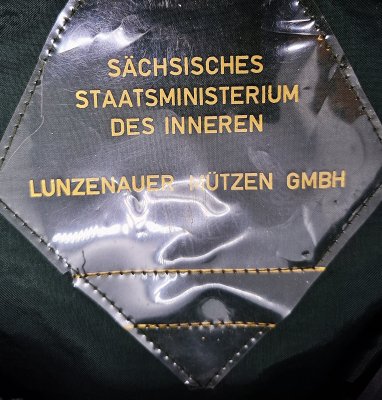 SÄCHSISCHES
STAATSMINISTERIUM
DES INNEREN
LUNZENAUER MÜTZEN GMBH